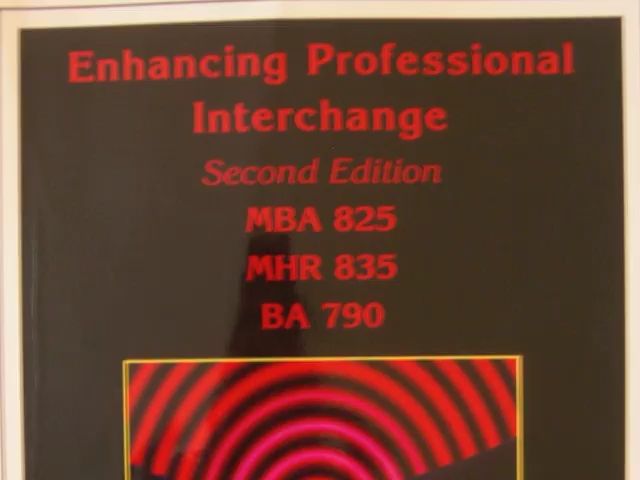 Enhancing Professional
Interchange
Second Edition
MBA 825
MHR 835
BA 790